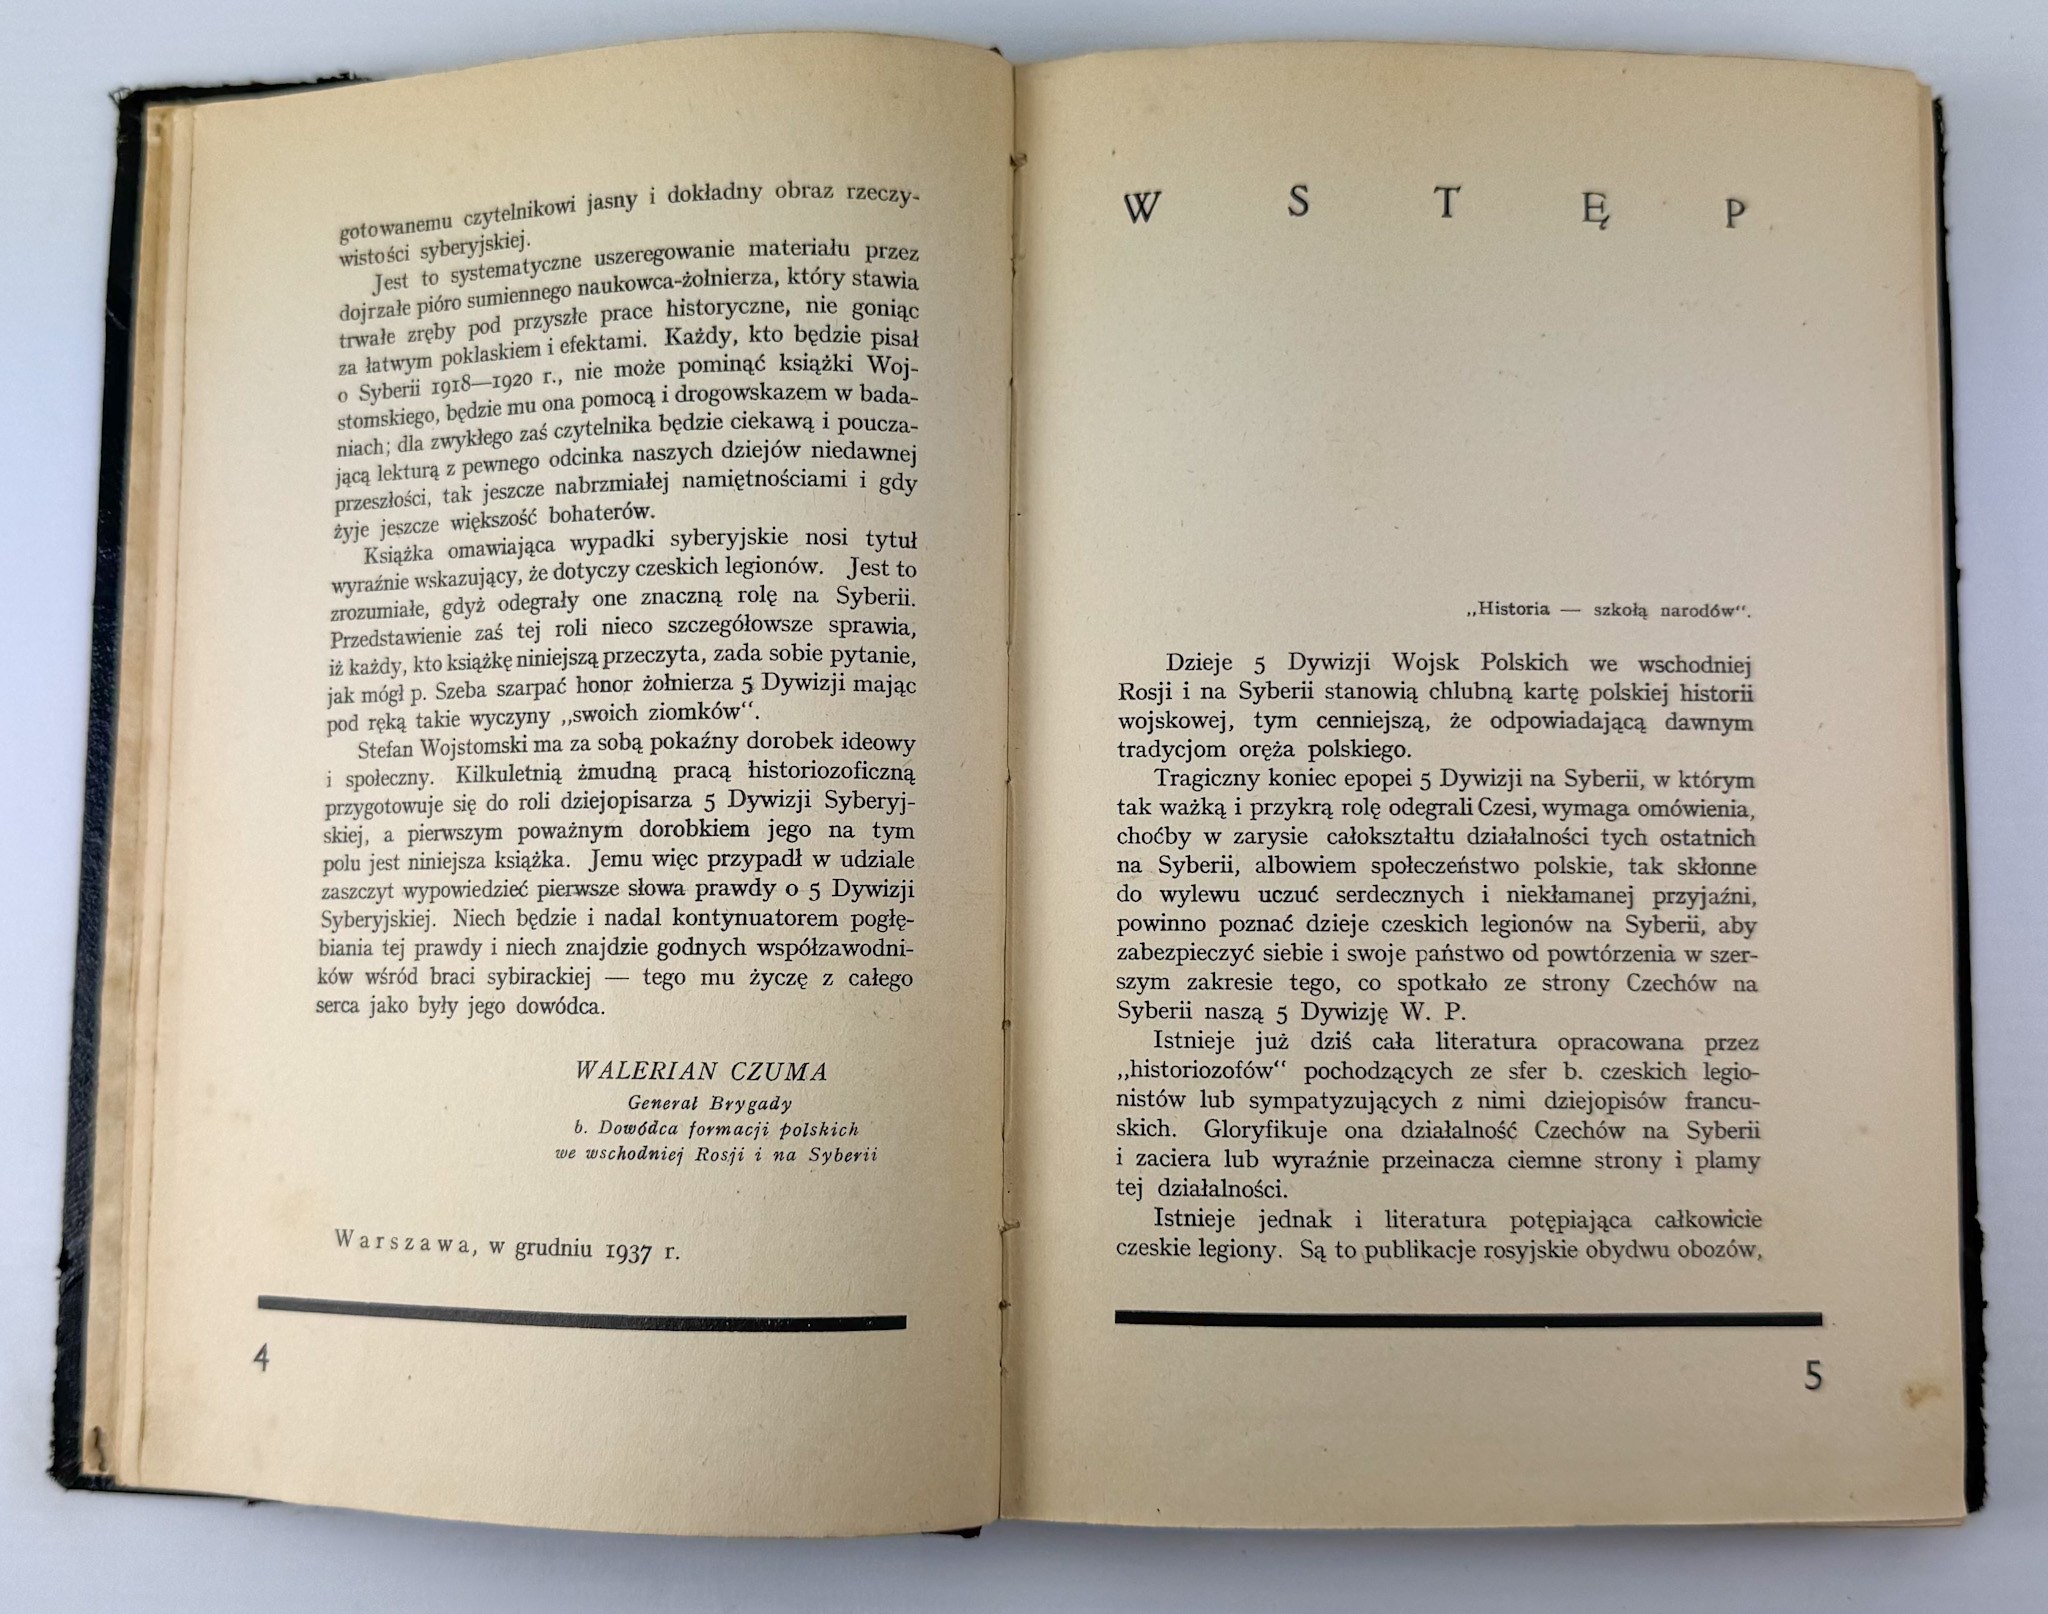 gotowanemu czytelnikowi jasny i dokładny obraz rzeczy-
wistości syberyjskiej.
Jest to systematyczne uszeregowanie materiału przez
dojrzałe pióro sumiennego naukowca-żołnierza, który stawia
trwałe zręby pod przyszłe prace historyczne, nie goniąc
za łatwym poklaskiem i efektami. Każdy, kto będzie pisał
o Syberii 1918—1920 r., nie może pominąć książki Woj-
stomskiego, będzie mu ona pomocą i drogowskazem w bada-
niach; dla zwykłego zaś czytelnika będzie ciekawą i poucza-
jącą lekturą z pewnego odcinka naszych dziejów niedawnej
przeszłości, tak jeszcze nabrzmiałej namiętnościami i gdy
żyje jeszcze większość bohaterów.
Książka omawiająca wypadki syberyjskie nosi tytuł
wyraźnie wskazujący, że dotyczy czeskich legionów. Jest to
zrozumiałe, gdyż odegrały one znaczną rolę na Syberii.
Przedstawienie zaś tej roli nieco szczegółowsze sprawia,
iż każdy, kto książkę niniejszą przeczyta, zada sobie pytanie,
jak mógł p. Szeba szarpać honor żołnierza 5 Dywizji mając
pod ręką takie wyczyny „swoich ziomków“.
Stefan Wojstomski ma za sobą pokaźny dorobek ideowy
i społeczny. Kilkuletnią żmudną pracą historiozoficzną
przygotowuje się do roli dziejopisarza 5 Dywizji Syberyj-
skiej, a pierwszym poważnym dorobkiem jego na tym
polu jest niniejsza książka. Jemu więc przypadł w udziale
zaszczyt wypowiedzieć pierwsze słowa prawdy o 5 Dywizji
Syberyjskiej. Niech będzie i nadal kontynuatorem pogłę-
biania tej prawdy i niech znajdzie godnych współzawodni-
ków wśród braci sybirackiej — tego mu życzę z całego
serca jako były jego dowódca.
WALERIAN CZUMA
Generał Brygady
b. Dowódca formacji polskich
we wschodniej Rosji i na Syberii
Warszawa, w grudniu 1937 r.
4
WSTĘP
„Historia — szkołą narodów“.
Dzieje 5 Dywizji Wojsk Polskich we wschodniej
Rosji i na Syberii stanowią chlubną kartę polskiej historii
wojskowej, tym cenniejszą, że odpowiadającą dawnym
tradycjom oręża polskiego.
Tragiczny koniec epopei 5 Dywizji na Syberii, w którym
tak ważką i przykrą rolę odegrali Czesi, wymaga omówienia,
choćby w zarysie całokształtu działalności tych ostatnich
na Syberii, albowiem społeczeństwo polskie, tak skłonne
do wylewu uczuć serdecznych i niekłamanej przyjaźni,
powinno poznać dzieje czeskich legionów na Syberii, aby
zabezpieczyć siebie i swoje państwo od powtórzenia w szer-
szym zakresie tego, co spotkało ze strony Czechów na
Syberii naszą 5 Dywizję W. P.
Istnieje już dziś cała literatura opracowana przez
„historiozofów“ pochodzących ze sfer b. czeskich legio-
nistów lub sympatyzujących z nimi dziejopisów francu-
skich. Gloryfikuje ona działalność Czechów na Syberii
i zaciera lub wyraźnie przeinacza ciemne strony i plamy
tej działalności.
Istnieje jednak i literatura potępiająca całkowicie
czeskie legiony. Są to publikacje rosyjskie obydwu obozów,
5